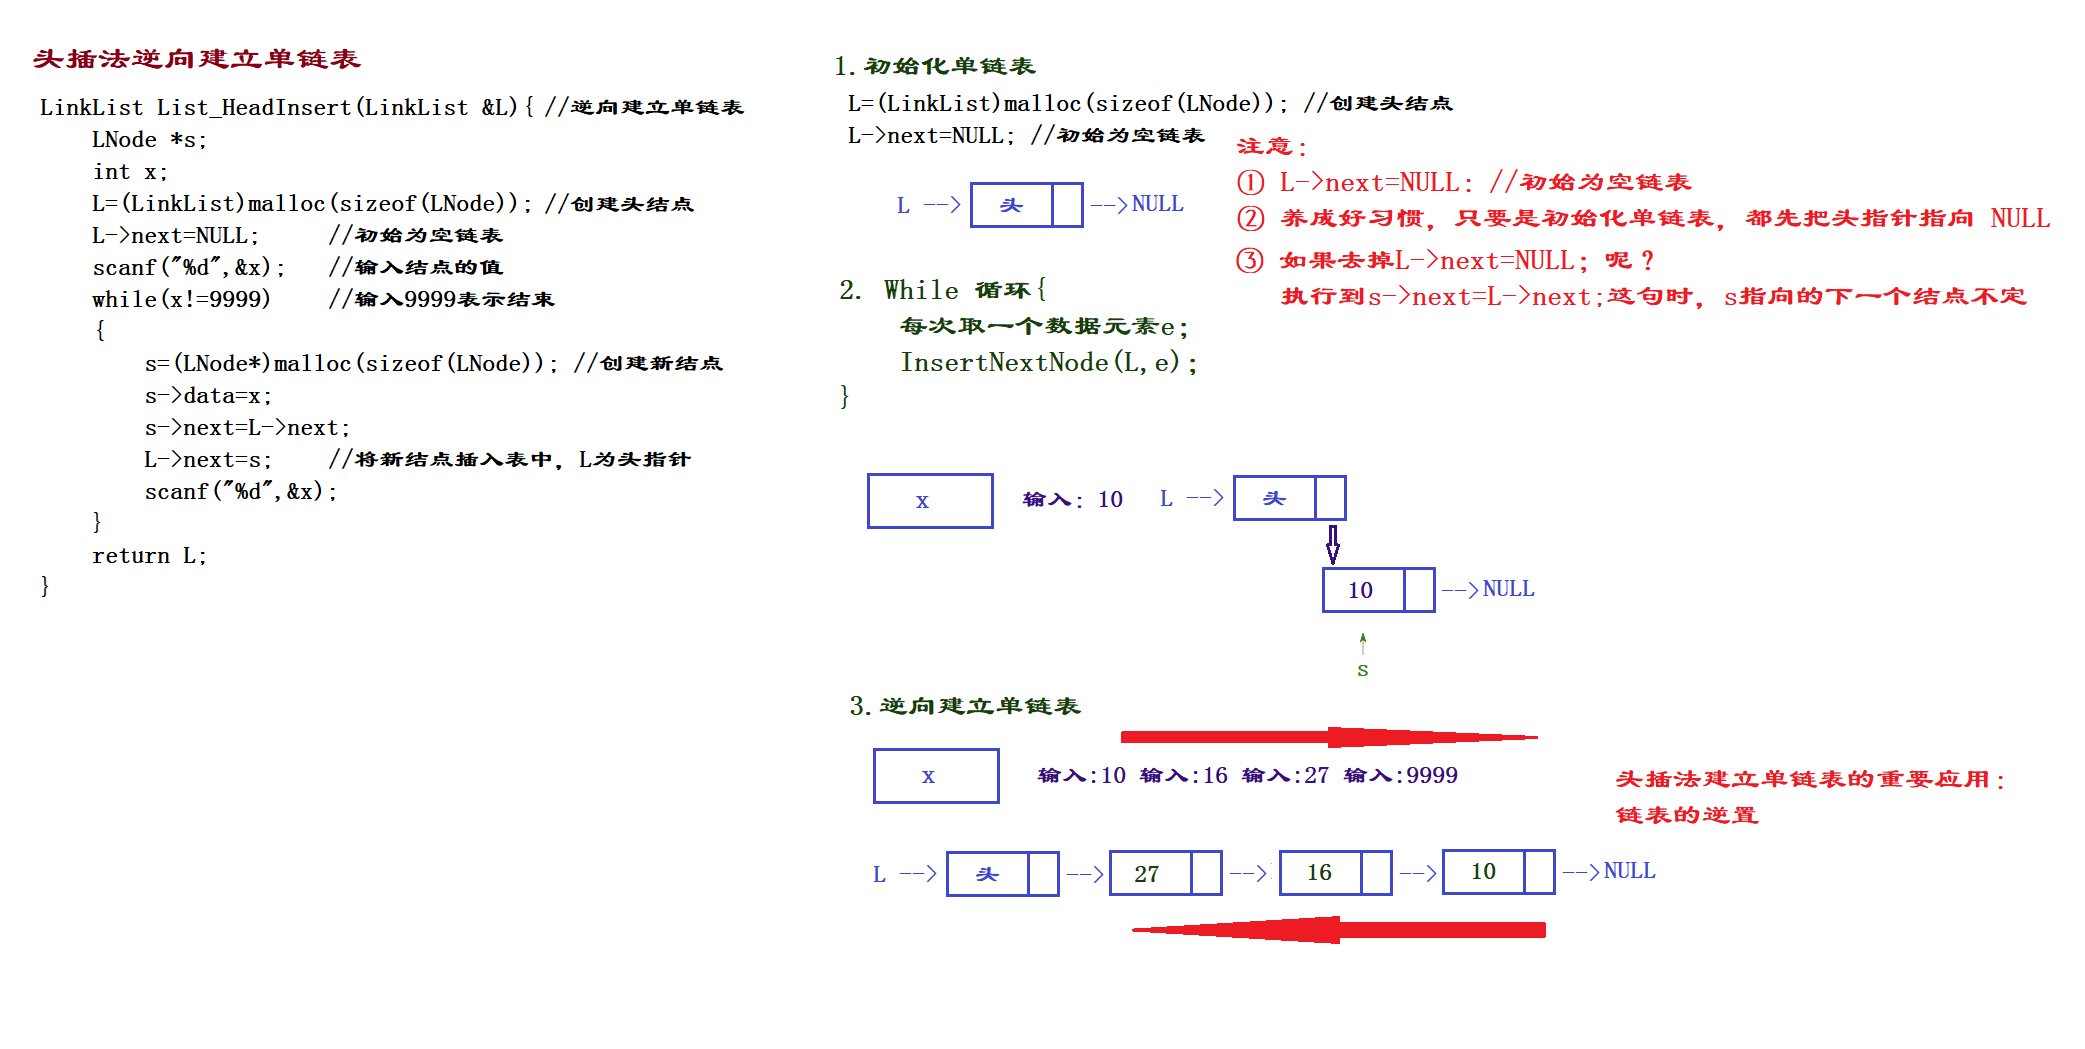 头插法逆向建立单链表
LinkList List_HeadInsert(LinkList &L){ //逆向建立单链表
LNode *s;
int x;
L=(LinkList)malloc(sizeof(LNode)); //创建头结点
L->next=NULL; //初始为空链表
scanf("%d",&x); //输入结点的值
while(x!=9999) //输入9999表示结束
{
s=(LNode*)malloc(sizeof(LNode)); //创建新结点
s->data=x;
s->next=L->next;
L->next=s; //将新结点插入表中, L为头指针
scanf("%d",&x);
}
return L;
}
1.初始化单链表
L=(LinkList)malloc(sizeof(LNode)); //创建头结点
L->next=NULL; //初始为空链表
L --> 头 -->NULL
注意:
① L->next=NULL: //初始为空链表
② 养成好习惯, 只要是初始化单链表, 都先把头指针指向 NULL
③ 如果去掉L->next=NULL; 呢?
执行到s->next=L->next;这句时, s指向的下一个结点不定
2. While 循环{
每次取一个数据元素e;
InsertNextNode(L,e);
}
x 输入: 10 L --> 头
10 -->NULL
s
3.逆向建立单链表
x 输入:10 输入:16 输入:27 输入:9999
头插法建立单链表的重要应用:
链表的逆置
L --> 头 --> 27 --> 16 --> 10 -->NULL